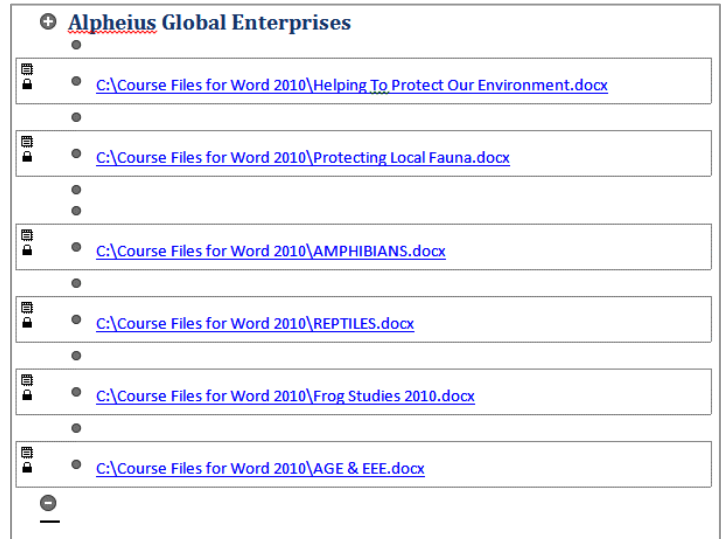 Alpheius Global Enterprises
C:\Course Files for Word 2010\Helping To Protect Our Environment.docx
C:\Course Files for Word 2010\Protecting Local Fauna.docx
C:\Course Files for Word 2010\AMPHIBIANS.docx
C:\Course Files for Word 2010\REPTILES.docx
C:\Course Files for Word 2010\Frog Studies 2010.docx
C:\Course Files for Word 2010\AGE & EEE.docx